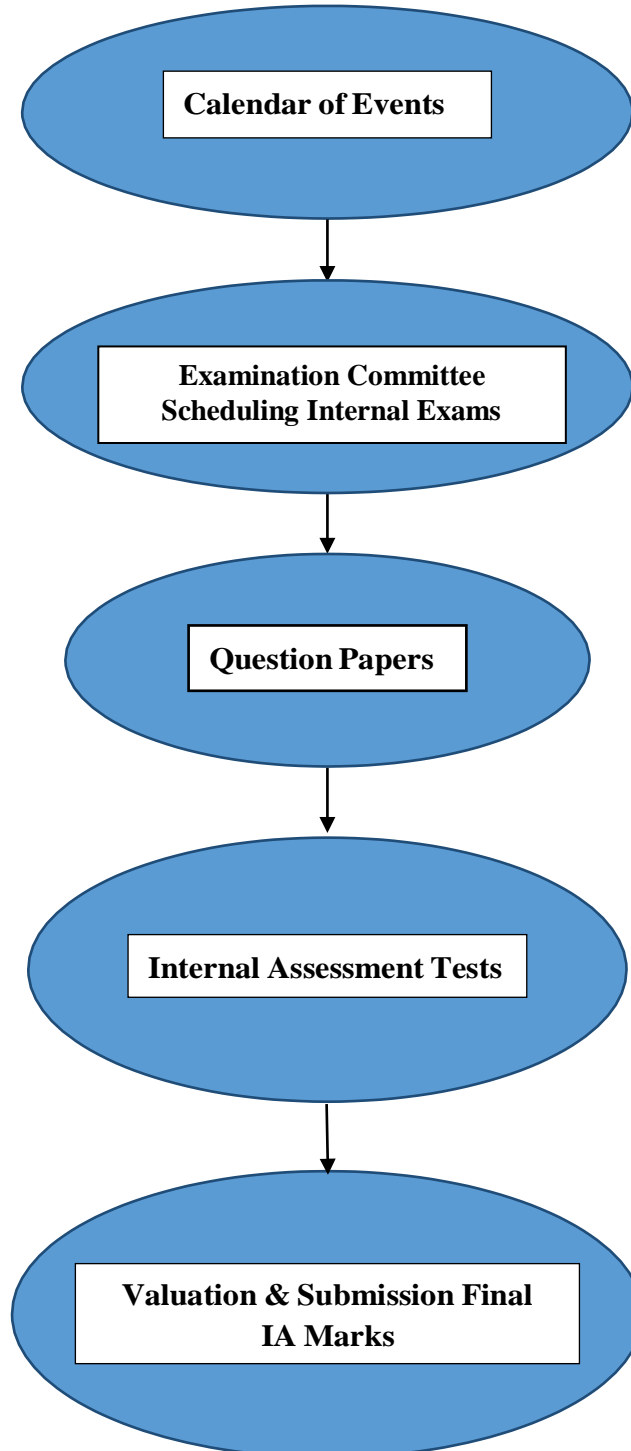 Calendar of Events
Examination Committee
Scheduling Internal Exams
Question Papers
Internal Assessment Tests
Valuation & Submission Final
IA Marks